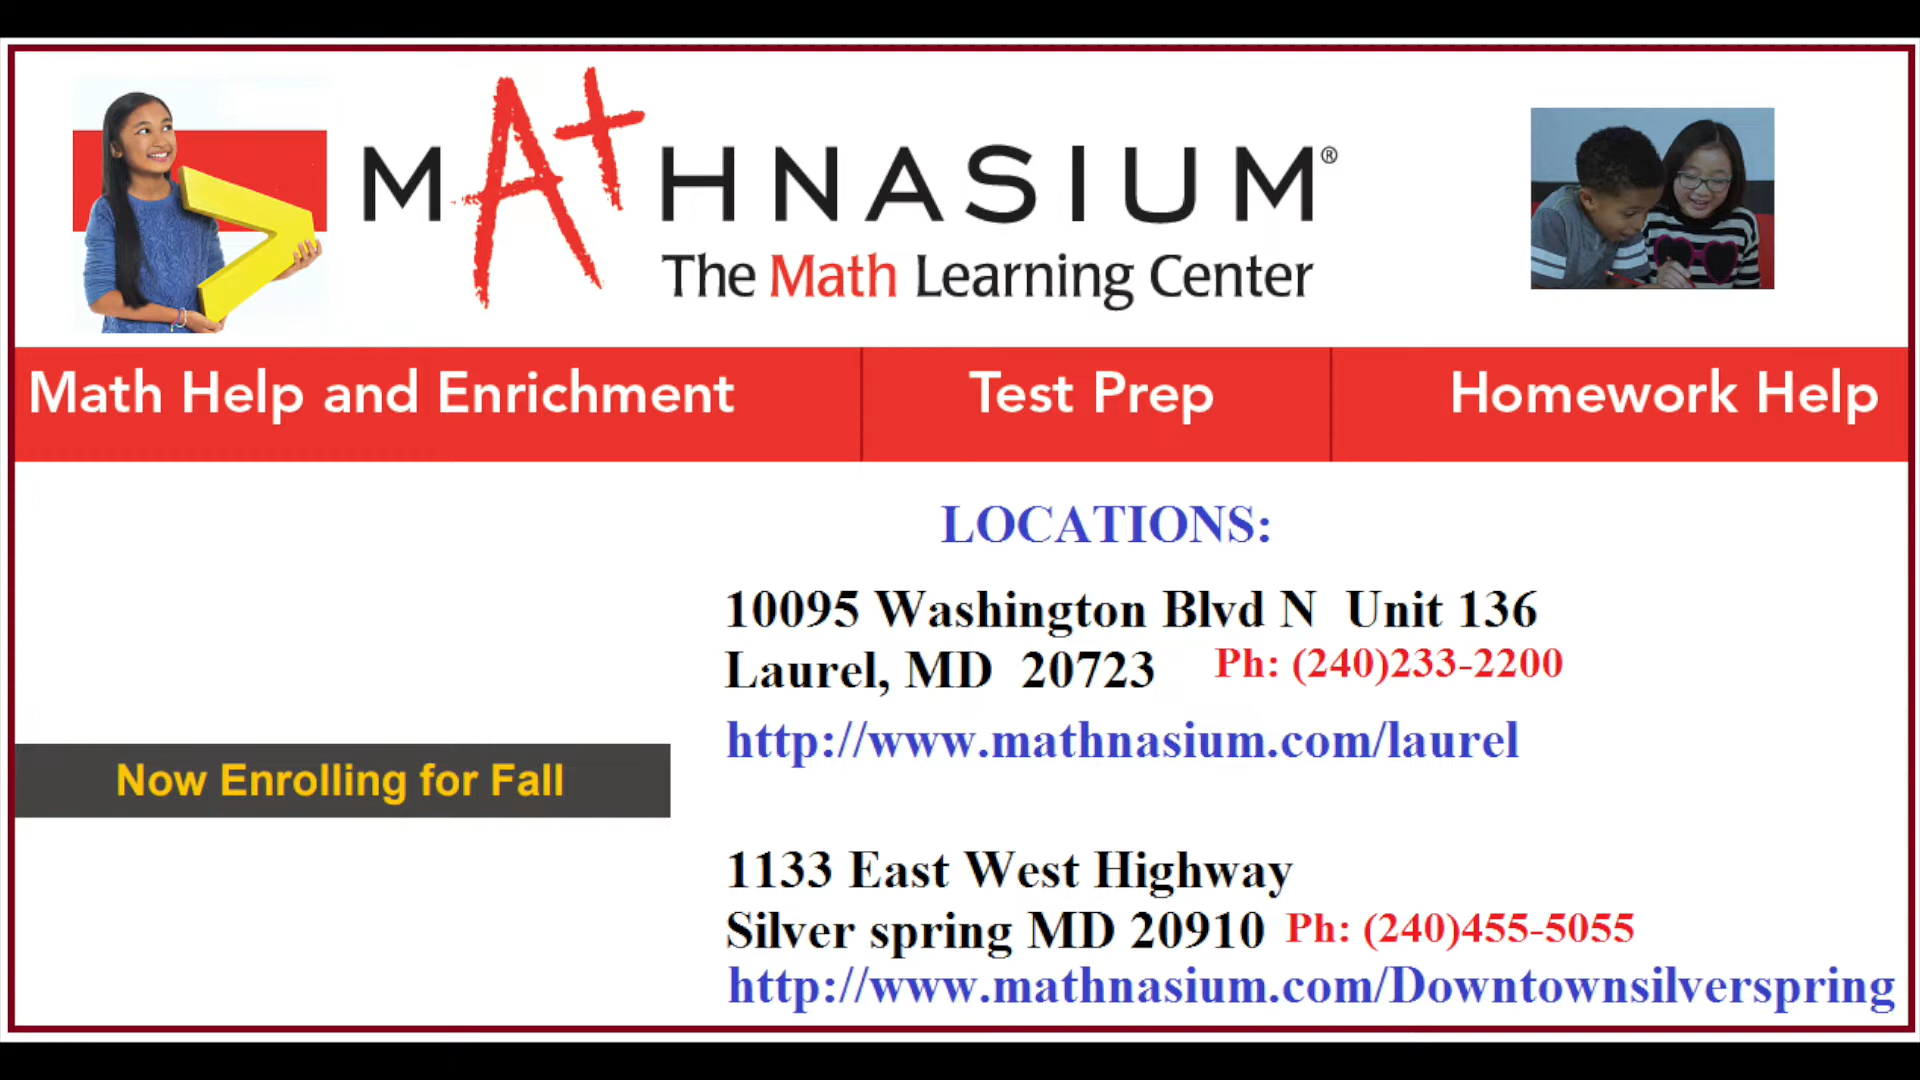 MA+HNASIUM®
The Math Learning Center
Math Help and Enrichment
Test Prep
Homework Help
LOCATIONS:
10095 Washington Blvd N  Unit 136
Laurel, MD  20723 Ph: (240)233-2200
http://www.mathnasium.com/laurel
Now Enrolling for Fall
1133 East West Highway
Silver spring MD 20910 Ph: (240)455-5055
http://www.mathnasium.com/Downtownsilverspring